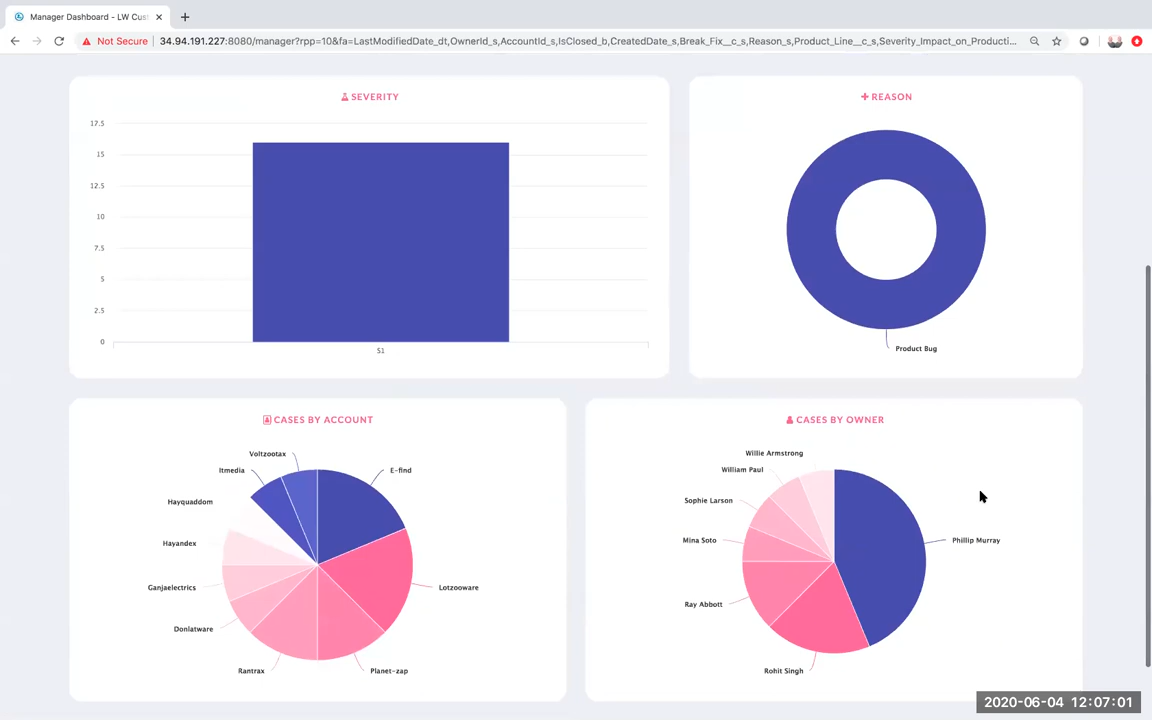 Manager Dashboard - LW Cust
Not Secure
34.94.191.227:8080/manager?rpp=10&fa=LastModifiedDate_dt,OwnerId_s,AccountId_s,IsClosed_b,CreatedDate_s,Break_Fix__c_s,Reason_s,Product_Line__c_s,Severity_Impact_on_Producti...
SEVERITY
17.5
15
12.5
10
7.5
5
2.5
0
S1
REASON
Product Bug
CASES BY ACCOUNT
Voltzootax
Itmedia
E-find
Hayquaddom
Hayandex
Ganjaelectrics
Lotzooware
Donlatware
Rantrax
Planet-zap
CASES BY OWNER
Willie Armstrong
William Paul
Sophie Larson
Mina Soto
Phillip Murray
Ray Abbott
Rohit Singh
2020-06-04 12:07:01